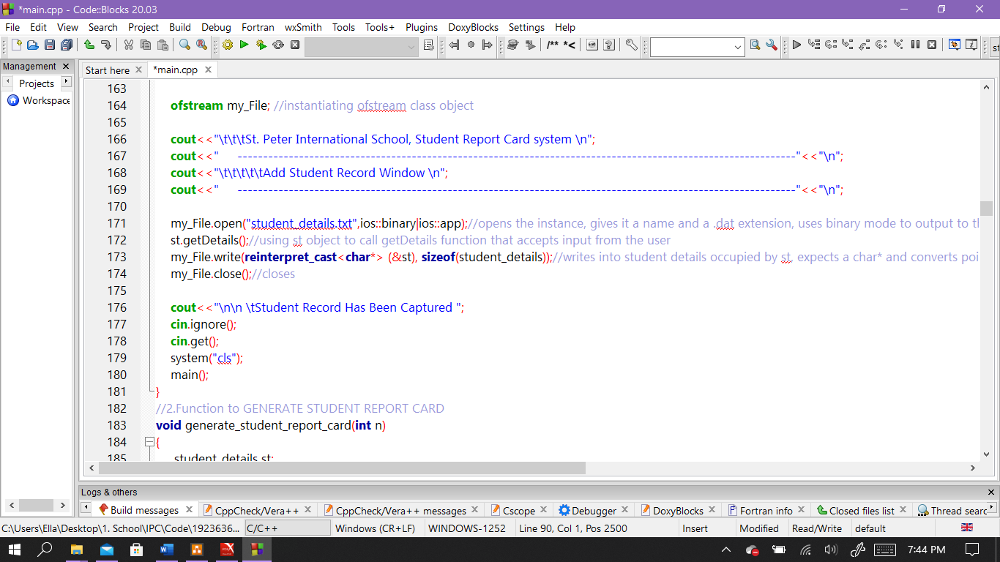 *main.cpp - Code::Blocks 20.03
File Edit View Search Project Build Debug Fortran wxSmith Tools Tools+ Plugins DoxyBlocks Settings Help
/** *<
st
Management
Projects
Workspace
Start here *main.cpp
163
164 ofstream my_File; //instantiating ofstream class object
165
166 cout<<"\t\t\tSt. Peter International School, Student Report Card system \n";
167 cout<<" -------------------------------------------------------------------------------------------------------------"<<"\n";
168 cout<<"\t\t\t\t\tAdd Student Record Window \n";
169 cout<<" -------------------------------------------------------------------------------------------------------------"<<"\n";
170
171 my_File.open("student_details.txt",ios::binary|ios::app);//opens the instance, gives it a name and a .dat extension, uses binary mode to output to th
172 st.getDetails();//using st object to call getDetails function that accepts input from the user
173 my_File.write(reinterpret_cast<char*> (&st), sizeof(student_details));//writes into student details occupied by st, expects a char* and converts poi
174 my_File.close();//closes
175
176 cout<<"\n\n \tStudent Record Has Been Captured ";
177 cin.ignore();
178 cin.get();
179 system("cls");
180 main();
181 }
182 //2.Function to GENERATE STUDENT REPORT CARD
183 void generate_student_report_card(int n)
184 {
185 student_details st;
Logs & others
Build messages CppCheck/Vera++ CppCheck/Vera++ messages Cscope Debugger DoxyBlocks Fortran info Closed files list Thread searc
C:\Users\Ella\Desktop\1. School\IPC\Code\1923636... C/C++ Windows (CR+LF) WINDOWS-1252 Line 90, Col 1, Pos 2500 Insert Modified Read/Write default
7:44 PM